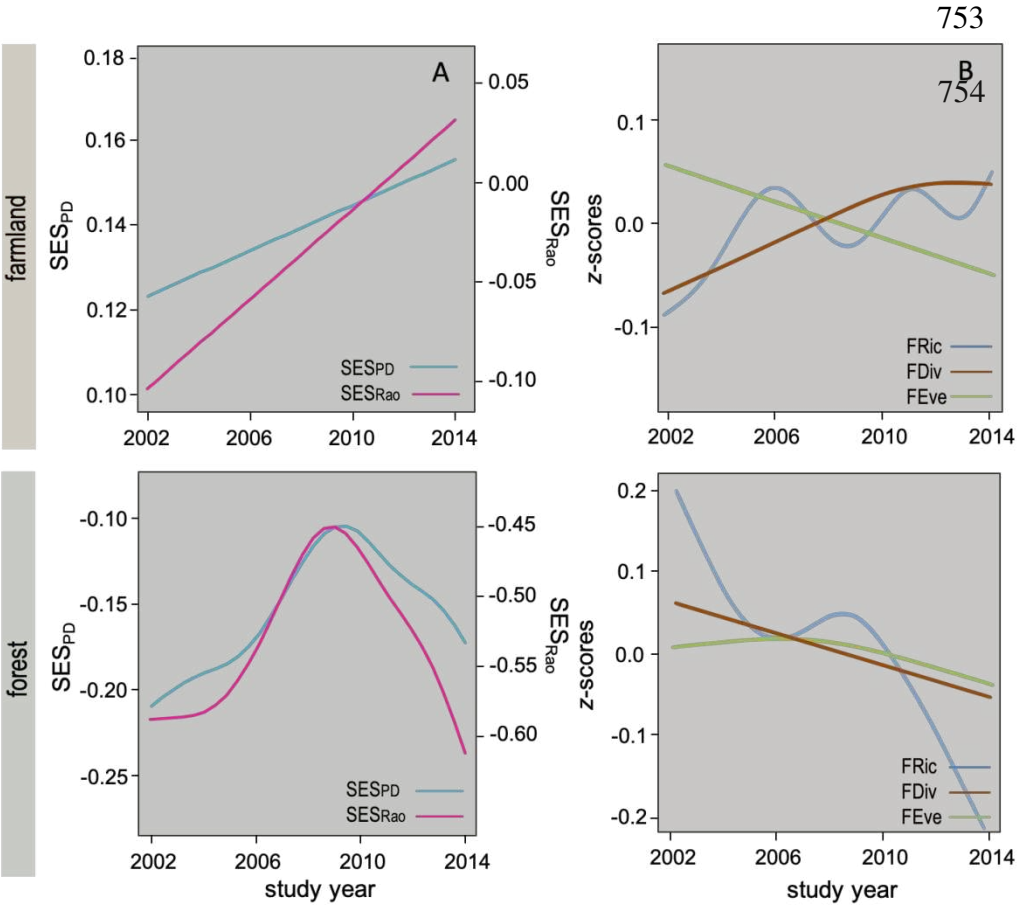 753
754
farmland
A
0.18
0.16
0.14
0.12
0.10
SESPD
0.05
0.00
-0.05
-0.10
SESRao
SESPD
SESRao
2002 2006 2010 2014
B
0.1
0.0
-0.1
z-scores
FRic
FDiv
FEve
2002 2006 2010 2014
forest
-0.10
-0.15
-0.20
-0.25
SESPD
-0.45
-0.50
-0.55
-0.60
SESRao
SESPD
SESRao
2002 2006 2010 2014
study year
0.2
0.1
0.0
-0.1
-0.2
z-scores
FRic
FDiv
FEve
2002 2006 2010 2014
study year